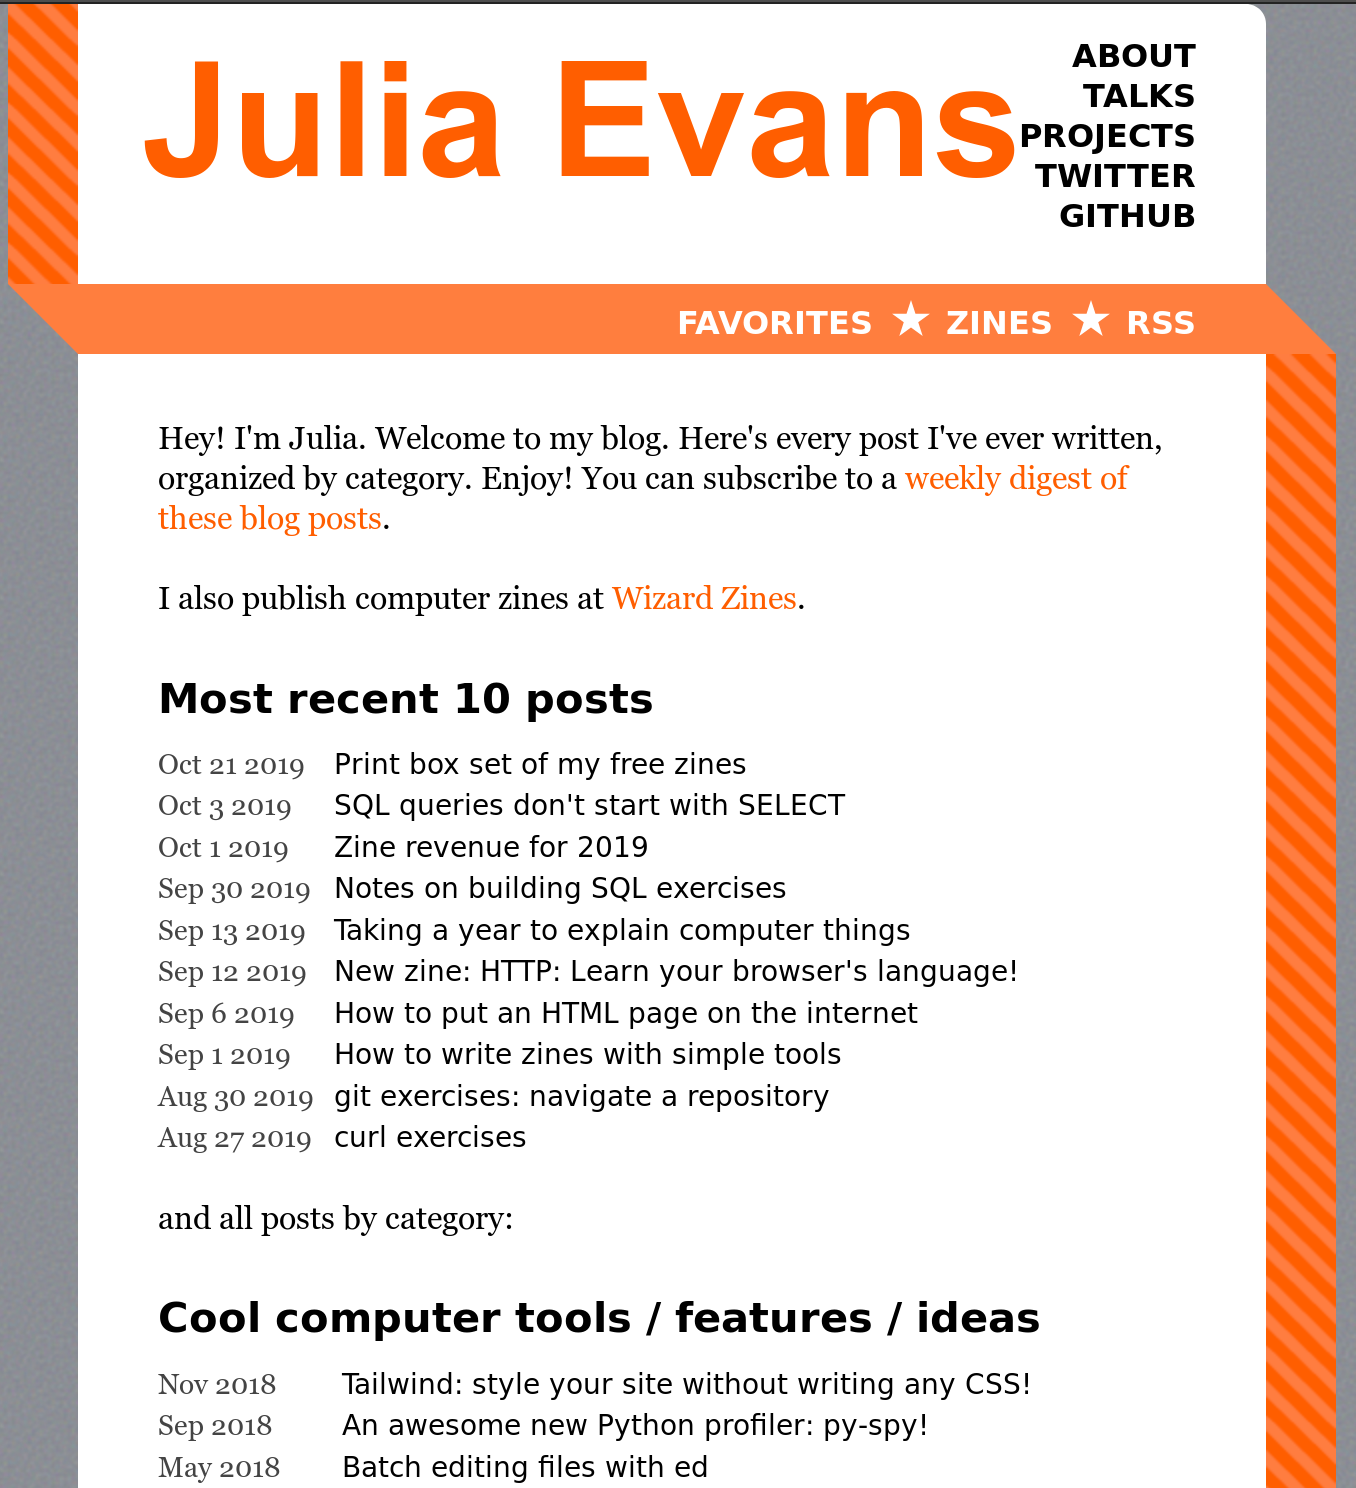 Julia Evans
ABOUT
TALKS
PROJECTS
TWITTER
GITHUB
FAVORITES ★ ZINES ★ RSS
Hey! I'm Julia. Welcome to my blog. Here's every post I've ever written,
organized by category. Enjoy! You can subscribe to a weekly digest of
these blog posts.
I also publish computer zines at Wizard Zines.
Most recent 10 posts
Oct 21 2019 Print box set of my free zines
Oct 3 2019 SQL queries don't start with SELECT
Oct 1 2019 Zine revenue for 2019
Sep 30 2019 Notes on building SQL exercises
Sep 13 2019 Taking a year to explain computer things
Sep 12 2019 New zine: HTTP: Learn your browser's language!
Sep 6 2019 How to put an HTML page on the internet
Sep 1 2019 How to write zines with simple tools
Aug 30 2019 git exercises: navigate a repository
Aug 27 2019 curl exercises
and all posts by category:
Cool computer tools / features / ideas
Nov 2018 Tailwind: style your site without writing any CSS!
Sep 2018 An awesome new Python profiler: py-spy!
May 2018 Batch editing files with ed